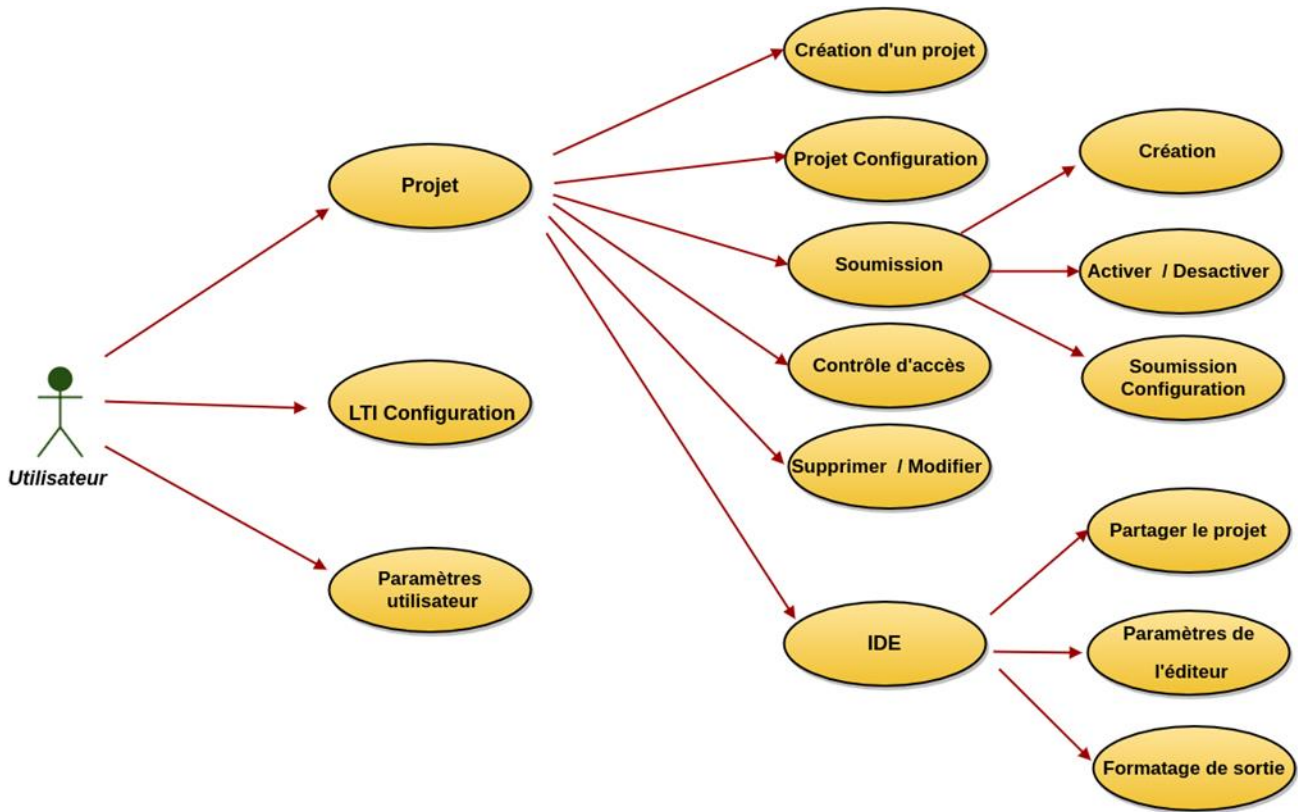 Création d'un projet
Projet Configuration
Création
Projet
Soumission
Activer / Desactiver
Contrôle d'accès
Soumission
Configuration
LTI Configuration
Utilisateur
Supprimer / Modifier
Partager le projet
Paramètres
utilisateur
IDE
Paramètres de
l'éditeur
Formatage de sortie